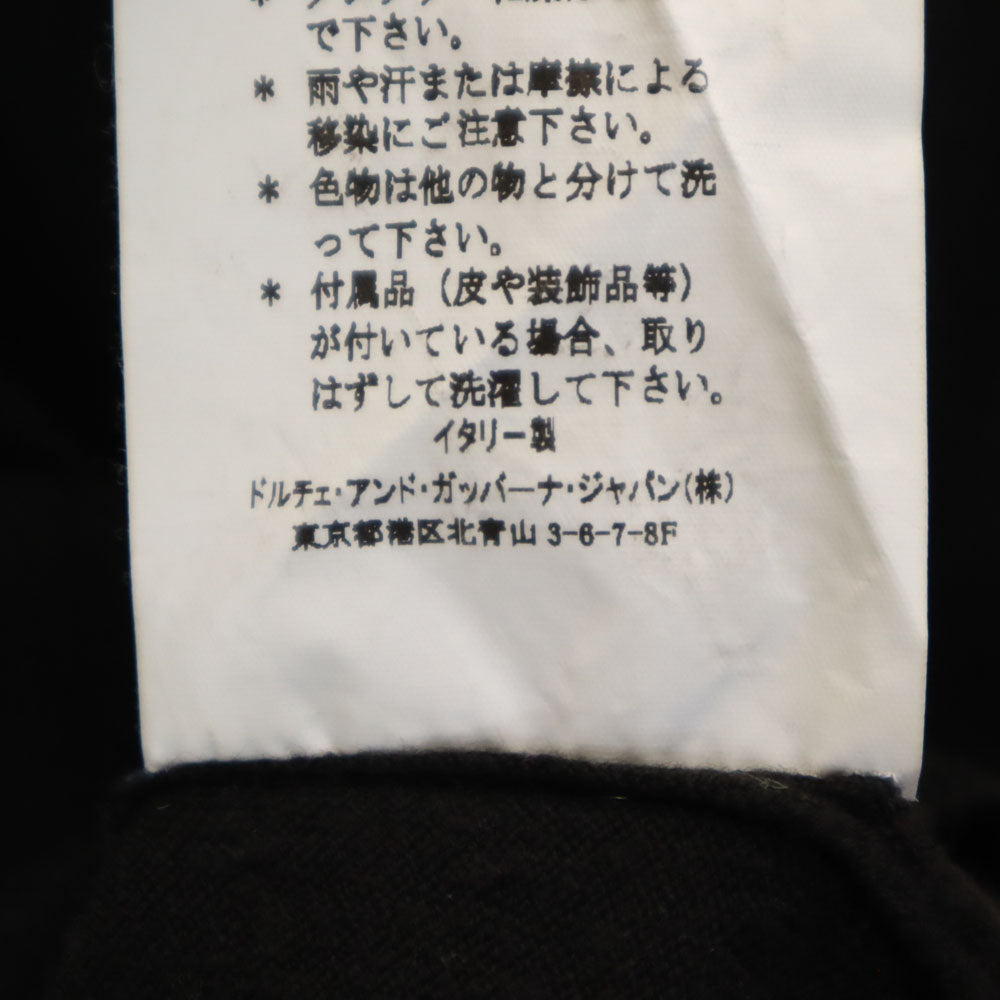 で下さい。
* 雨や汗または摩擦による
移染にご注意下さい。
* 色物は他の物と分けて洗
って下さい。
* 付属品（皮や装飾品等）
が付いている場合、取り
はずして洗濯して下さい。
イタリー製
ドルチェ・アンド・ガッバーナ・ジャパン(株)
東京都港区北青山 3-6-7-8F